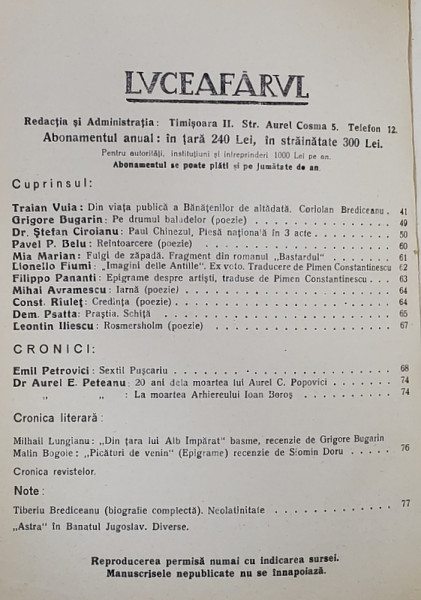 LVCEAFĂRVL
Redacția și Administrația: Timișoara II. Str. Aurel Cosma 5. Telefon 12.
Abonamentul anual: în țară 240 Lei, în străinătate 300 Lei.
Pentru autorități, instituțiuni și întreprinderi 1000 Lei pe an.
Abonamentul se poate plăti și pe jumătate de an.
Cuprinsul:
Traian Vuia: Din viața publică a Bănățenilor de altădată. Coriolan Brediceanu . 41
Grigore Bugarin: Pe drumul baladelor (poezie) . . . . . . . . . . 49
Dr. Ștefan Ciroianu: Paul Chinezul, Piesă națională în 3 acte . . . . . . . 50
Pavel P. Belu: Reîntoarcere (poezie) . . . . . . . . . . . . 60
Mia Marian: Fulgi de zăpadă. Fragment din romanul „Bastardul" . . . . . . 61
Lionello Fiumi: „Imagini delle Antille". Ex voto. Traducere de Pimen Constantinescu 62
Filippo Pananti: Epigrame despre artiști, traduse de Pimen Constantinescu . . . 63
Mihai Avramescu: Iarnă (poezie) . . . . . . . . . . . . . 64
Const. Riuleț: Credința (poezie) . . . . . . . . . . . . . 64
Dem. Psatta: Praștia. Schiță . . . . . . . . . . . . . . 65
Leontin Iliescu: Rosmersholm (poezie) . . . . . . . . . . . . 67
CRONICI:
Emil Petrovici: Sextil Pușcariu . . . . . . . . . . . . . 68
Dr Aurel E. Peteanu: 20 ani dela moartea lui Aurel C. Popovici . . . . . . 74
„ „ : La moartea Arhiereului Ioan Boroș . . . . . . . . 74
Cronica literară:
Milhail Lungianu: „Din țara lui Alb Împărat" basme, recenzie de Grigore Bugarin
Malin Bogoie: „Picături de venin" (Epigrame) recenzie de Siomin Doru . . . . 76
Cronica revistelor.
Note:
Tiberiu Brediceanu (biografie complectă). Neolatinitate . . . . . . . . 77
„Astra" în Banatul Jugoslav. Diverse.
Reproducerea permisă numai cu indicarea sursei.
Manuscrisele nepublicate nu se înnapoiază.